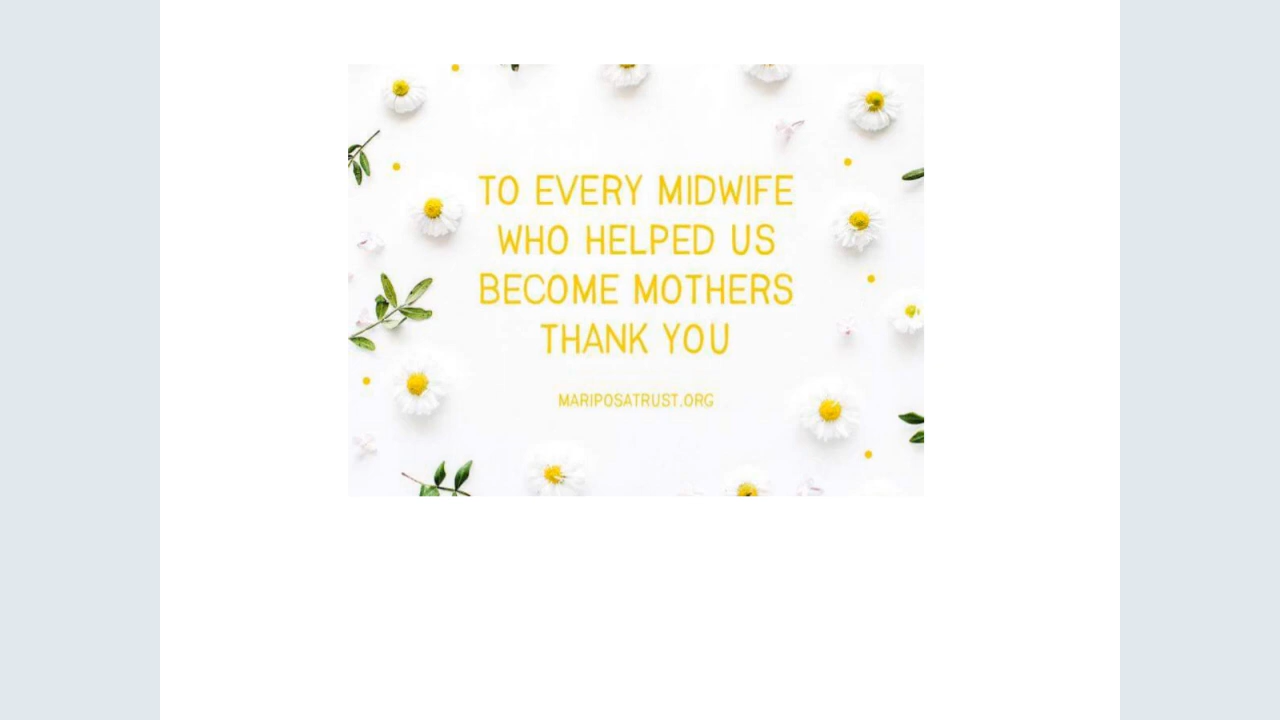 TO EVERY MIDWIFE
WHO HELPED US
BECOME MOTHERS
THANK YOU
MARIPOSATRUST.ORG